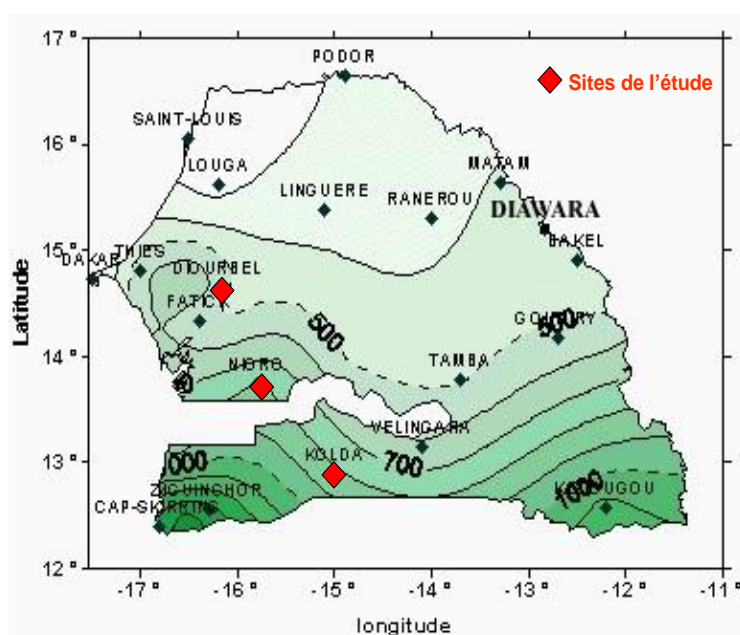 17°
PODOR
Sites de l'étude
SAINT-LOUIS
16°
LOUGA
MATAM
LINGUERE
RANEROU
DIAWARA
15°
DAKAR
THIES
BAKEL
DIOURBEL
Latitude
FATICK
500
500
14°
NIORO
TAMBA
13°
VELINGARA
KOLDA
700
000
1000
ZIGUINCHOR
CAP-SKIRRING
12°
-17°
-16°
-15°
-14°
-13°
-12°
-11°
longitude